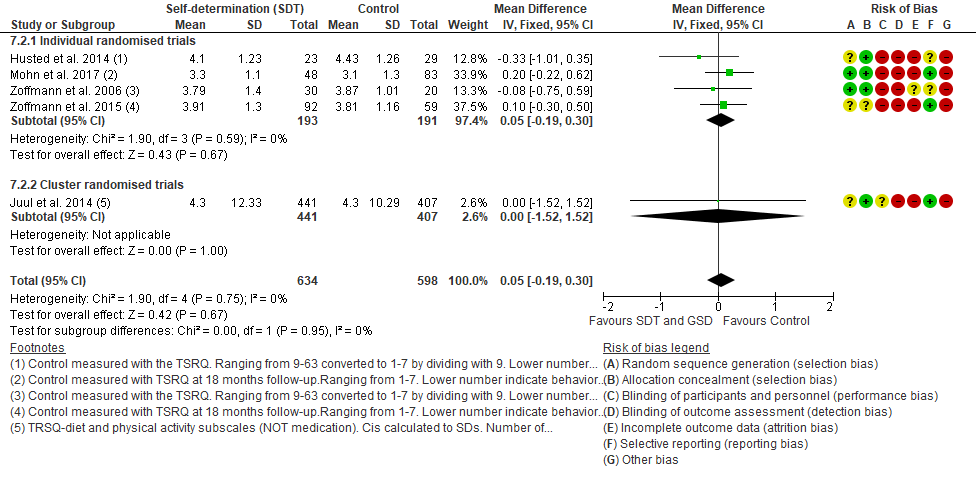 Self-determination (SDT) Control Mean Difference Mean Difference Risk of Bias
Study or Subgroup Mean SD Total Mean SD Total Weight IV, Fixed, 95% CI IV, Fixed, 95% CI A B C D E F G
7.2.1 Individual randomised trials
Husted et al. 2014 (1) 4.1 1.23 23 4.43 1.26 29 12.8% -0.33 [-1.01, 0.35] ? + − − − ? −
Mohn et al. 2017 (2) 3.3 1.1 48 3.1 1.3 83 33.9% 0.20 [-0.22, 0.62] + + − − − + −
Zoffmann et al. 2006 (3) 3.79 1.4 30 3.87 1.01 20 13.3% -0.08 [-0.75, 0.59] + + − − ? ? −
Zoffmann et al. 2015 (4) 3.91 1.3 92 3.81 1.16 59 37.5% 0.10 [-0.30, 0.50] ? ? − − − + −
Subtotal (95% CI) 193 191 97.4% 0.05 [-0.19, 0.30]
Heterogeneity: Chi² = 1.90, df = 3 (P = 0.59); I² = 0%
Test for overall effect: Z = 0.43 (P = 0.67)
7.2.2 Cluster randomised trials
Juul et al. 2014 (5) 4.3 12.33 441 4.3 10.29 407 2.6% 0.00 [-1.52, 1.52] ? + ? − − + −
Subtotal (95% CI) 441 407 2.6% 0.00 [-1.52, 1.52]
Heterogeneity: Not applicable
Test for overall effect: Z = 0.00 (P = 1.00)
Total (95% CI) 634 598 100.0% 0.05 [-0.19, 0.30]
Heterogeneity: Chi² = 1.90, df = 4 (P = 0.75); I² = 0%
Test for overall effect: Z = 0.42 (P = 0.67)
Test for subgroup differences: Chi² = 0.00, df = 1 (P = 0.95), I² = 0%
-2 -1 0 1 2
Favours SDT and GSD Favours Control
Footnotes
(1) Control measured with the TSRQ. Ranging from 9-63 converted to 1-7 by dividing with 9. Lower number...
(2) Control measured with TSRQ at 18 months follow-up.Ranging from 1-7. Lower number indicate behavior...
(3) Control measured with the TSRQ. Ranging from 9-63 converted to 1-7 by dividing with 9. Lower number...
(4) Control measured with TSRQ at 18 months follow-up.Ranging from 1-7. Lower number indicate behavior...
(5) TRSQ-diet and physical activity subscales (NOT medication). Cis calculated to SDs. Number of...
Risk of bias legend
(A) Random sequence generation (selection bias)
(B) Allocation concealment (selection bias)
(C) Blinding of participants and personnel (performance bias)
(D) Blinding of outcome assessment (detection bias)
(E) Incomplete outcome data (attrition bias)
(F) Selective reporting (reporting bias)
(G) Other bias